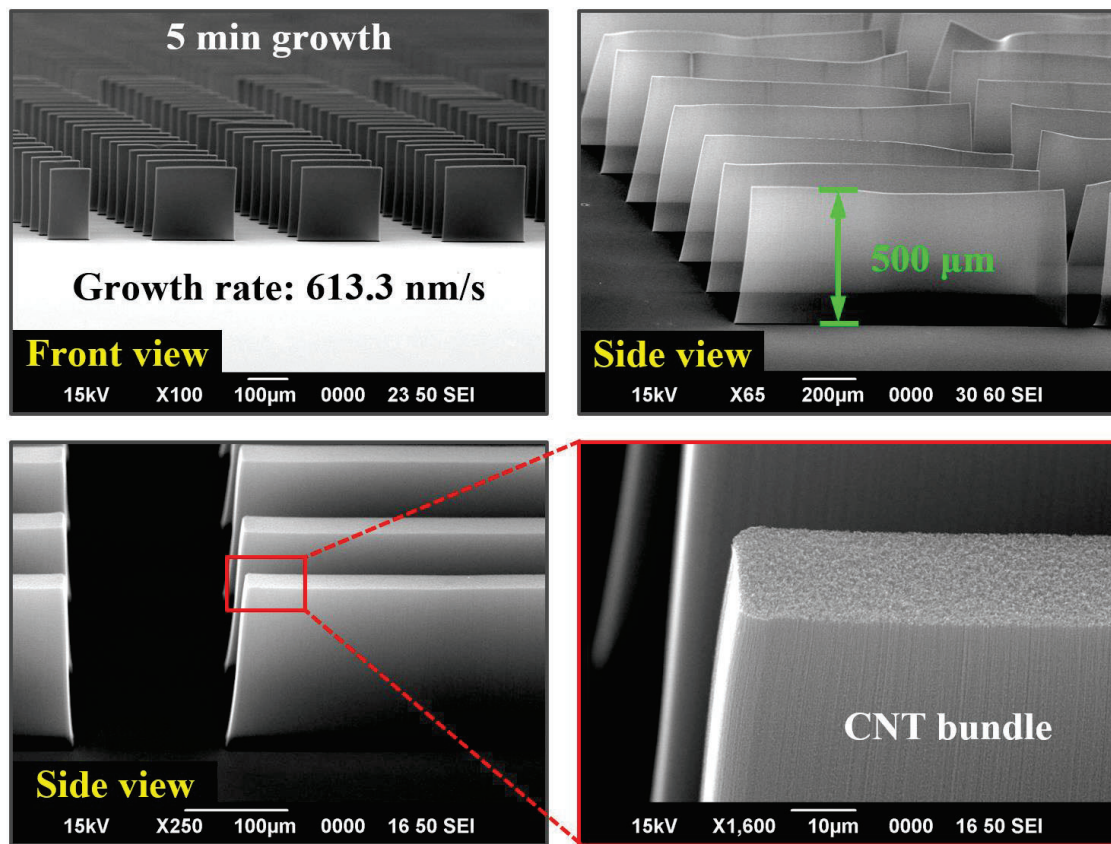 5 min growth
Growth rate: 613.3 nm/s
Front view
15kV X100 100µm 0000 23 50 SEI
500 µm
Side view
15kV X65 200µm 0000 30 60 SEI
Side view
15kV X250 100µm 0000 16 50 SEI
CNT bundle
15kV X1,600 10µm 0000 16 50 SEI